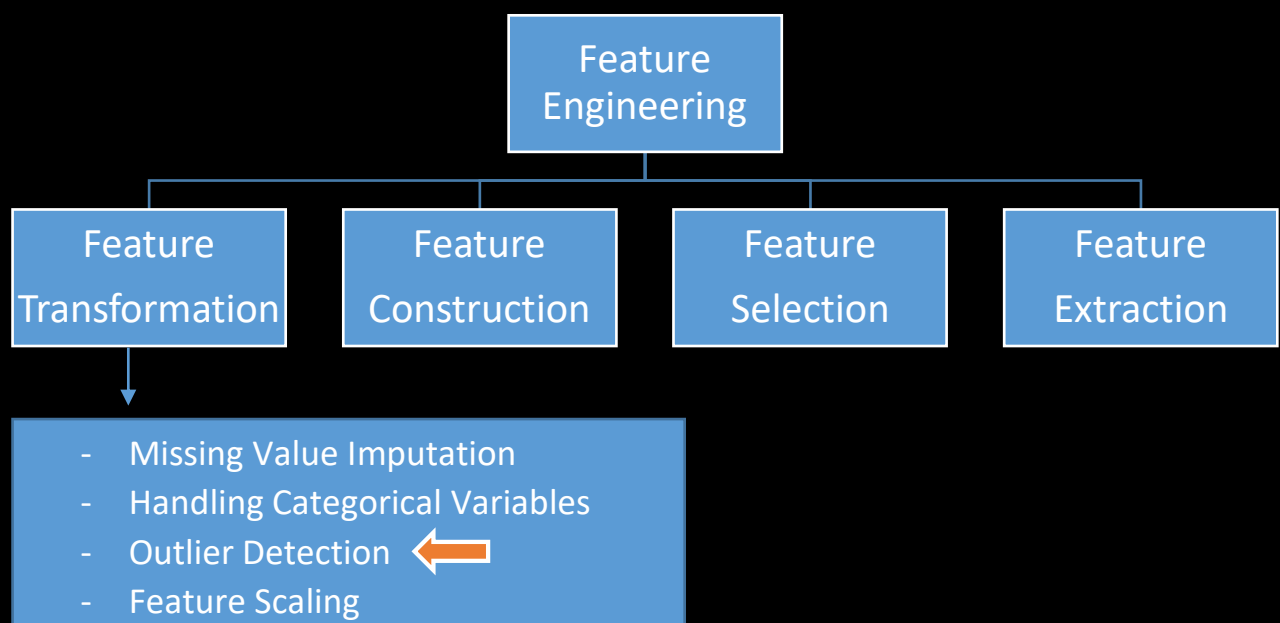 Feature
Engineering
Feature
Transformation
Feature
Construction
Feature
Selection
Feature
Extraction
- Missing Value Imputation
- Handling Categorical Variables
- Outlier Detection
- Feature Scaling